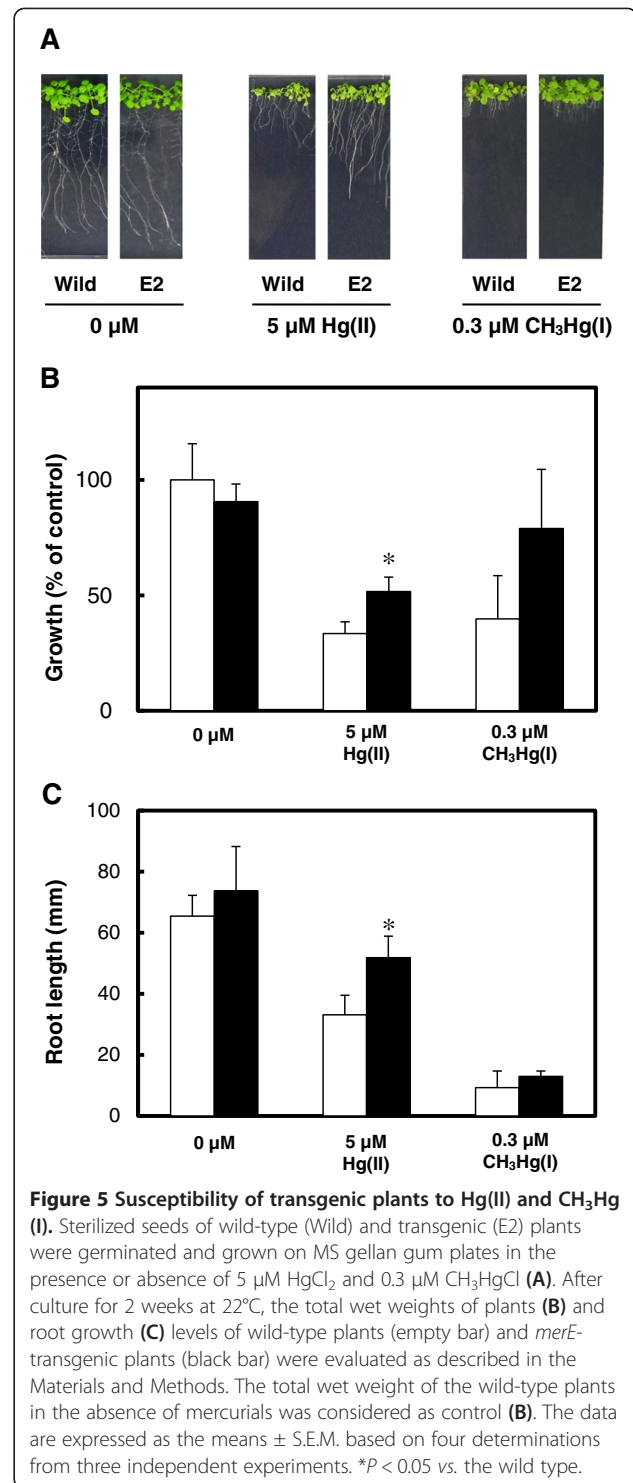 A
Wild E2 Wild E2 Wild E2
0 µM 5 µM Hg(II) 0.3 µM CH₃Hg(I)
B
Growth (% of control)
100
50
0
*
0 µM 5 µM Hg(II) 0.3 µM CH₃Hg(I)
C
Root length (mm)
100
80
60
40
20
0
*
0 µM 5 µM Hg(II) 0.3 µM CH₃Hg(I)
Figure 5 Susceptibility of transgenic plants to Hg(II) and CH₃Hg
(I). Sterilized seeds of wild-type (Wild) and transgenic (E2) plants
were germinated and grown on MS gellan gum plates in the
presence or absence of 5 µM HgCl₂ and 0.3 µM CH₃HgCl (A). After
culture for 2 weeks at 22°C, the total wet weights of plants (B) and
root growth (C) levels of wild-type plants (empty bar) and merE-
transgenic plants (black bar) were evaluated as described in the
Materials and Methods. The total wet weight of the wild-type plants
in the absence of mercurials was considered as control (B). The data
are expressed as the means ± S.E.M. based on four determinations
from three independent experiments. *P < 0.05 vs. the wild type.